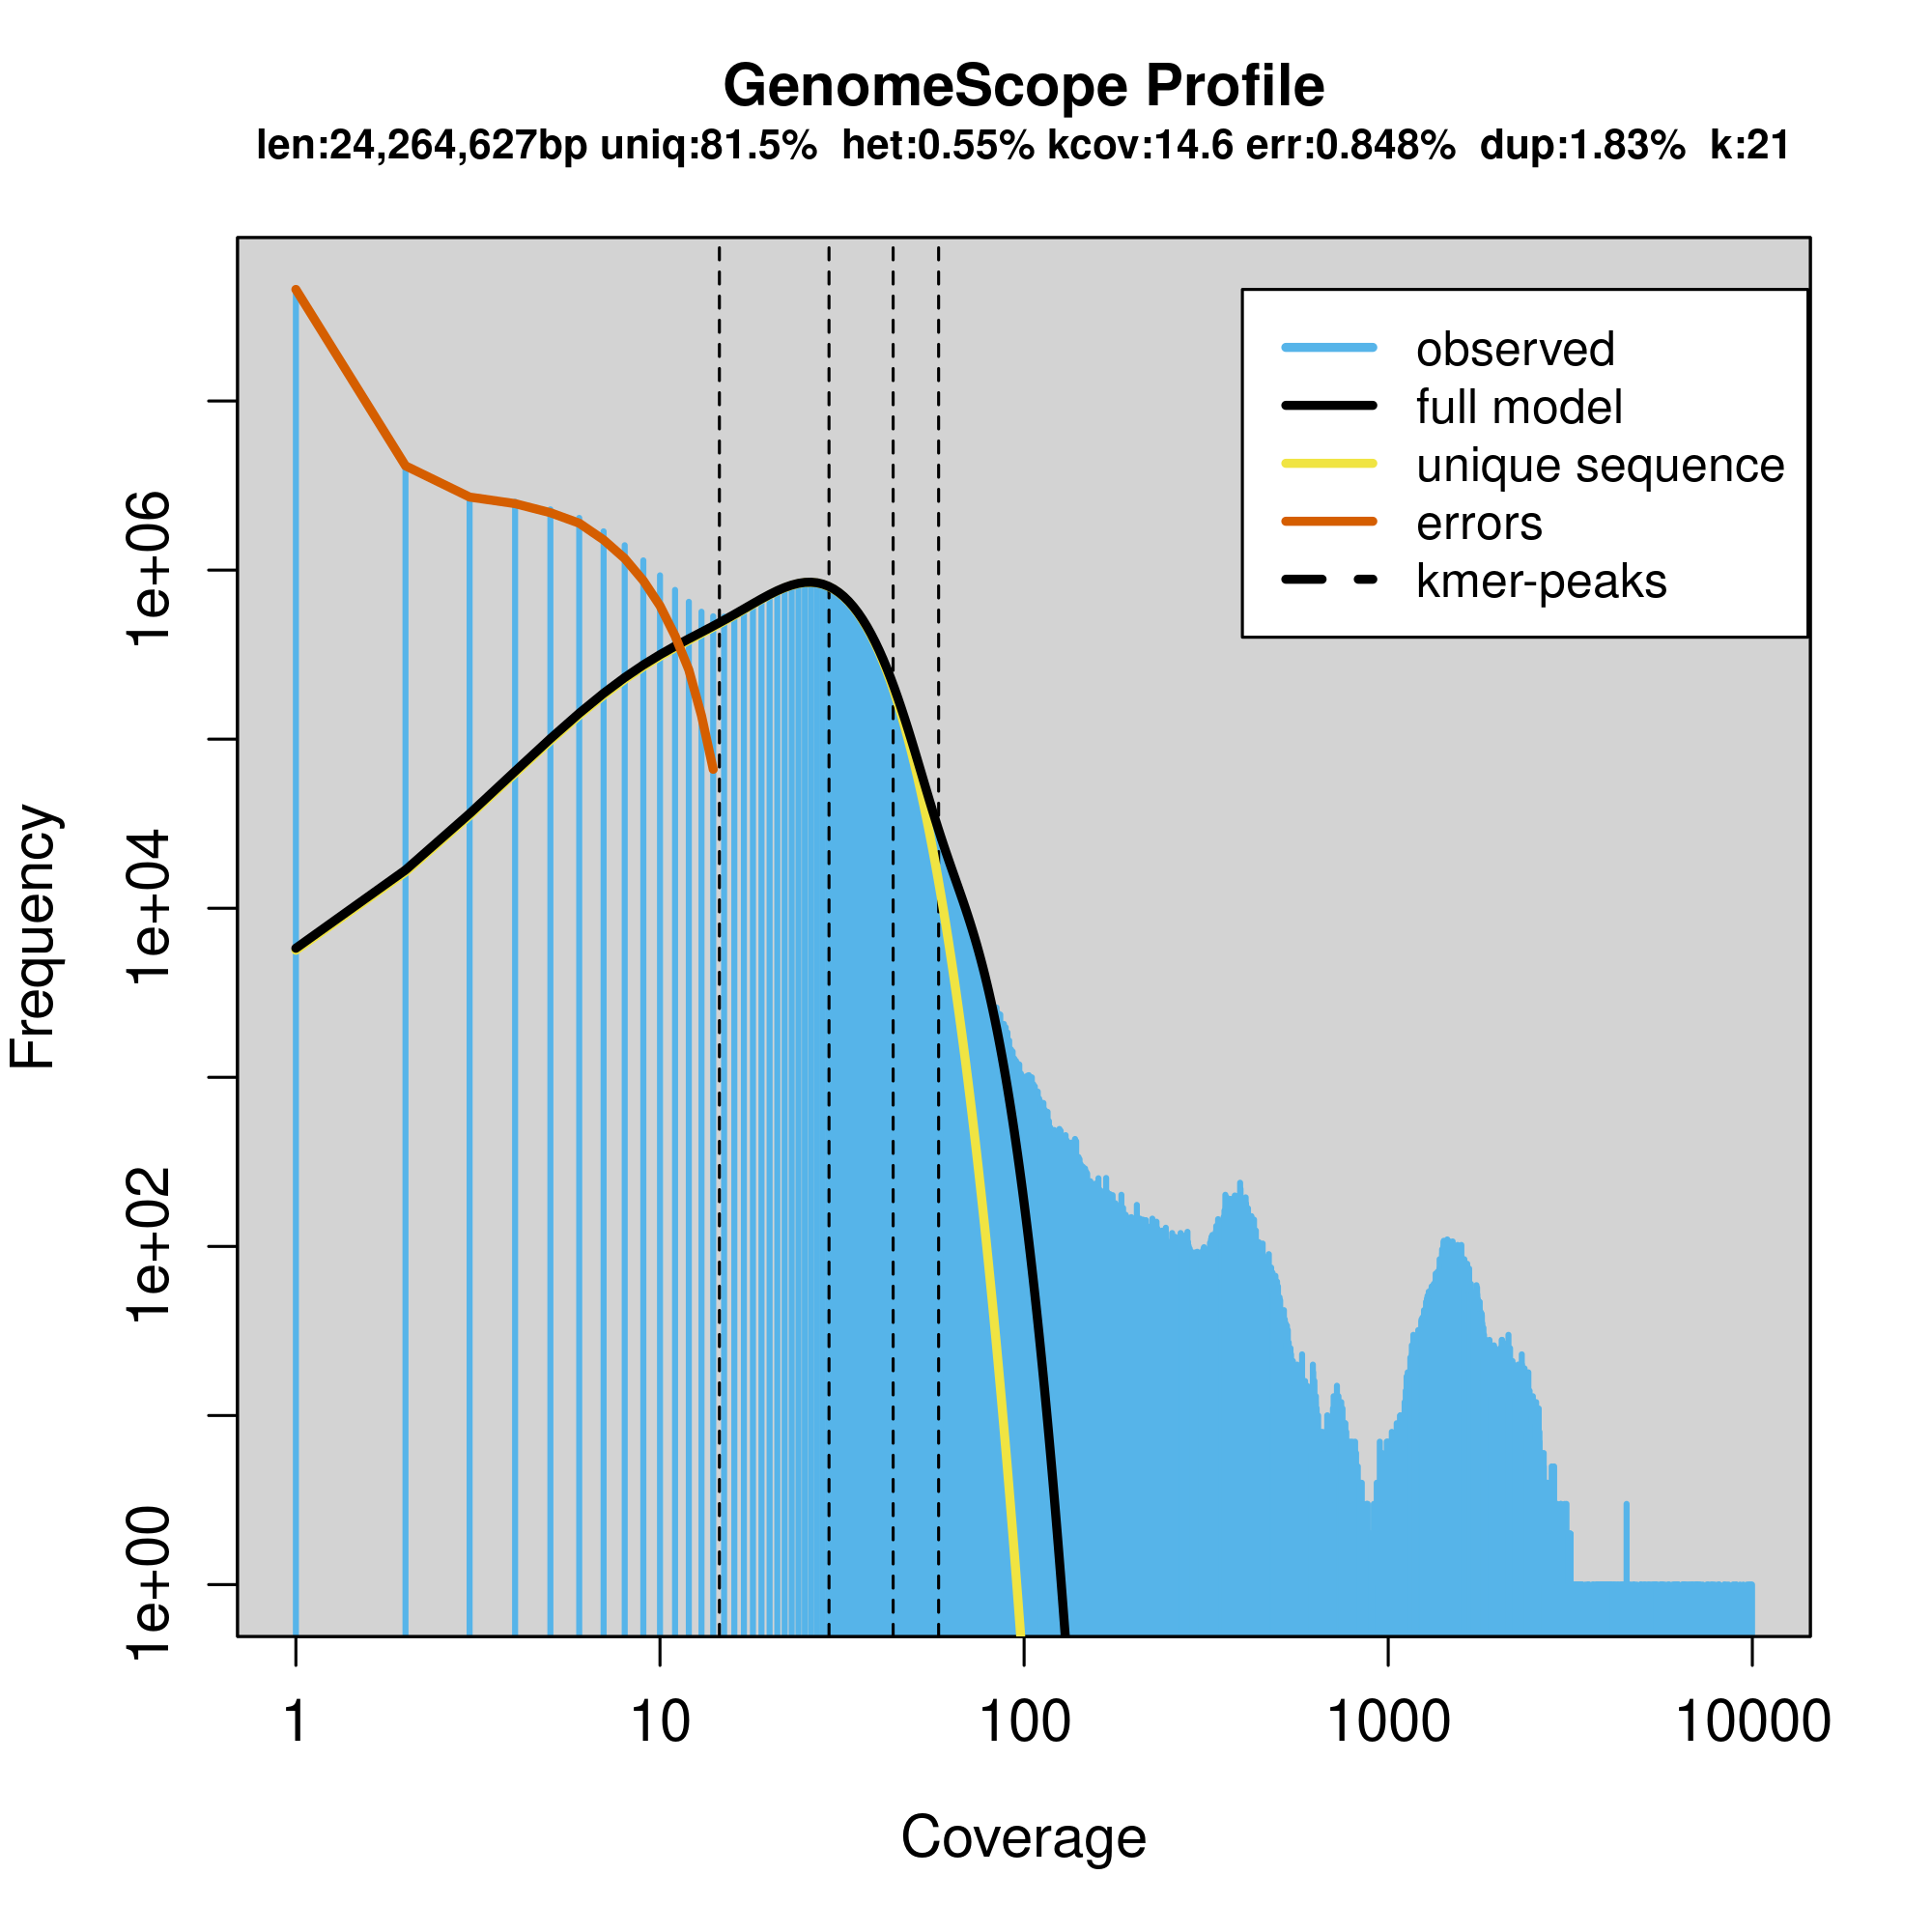 GenomeScope Profile
len:24,264,627bp uniq:81.5% het:0.55% kcov:14.6 err:0.848% dup:1.83% k:21
observed
full model
unique sequence
errors
kmer-peaks
Frequency
1e+06
1e+04
1e+02
1e+00
1 10 100 1000 10000
Coverage